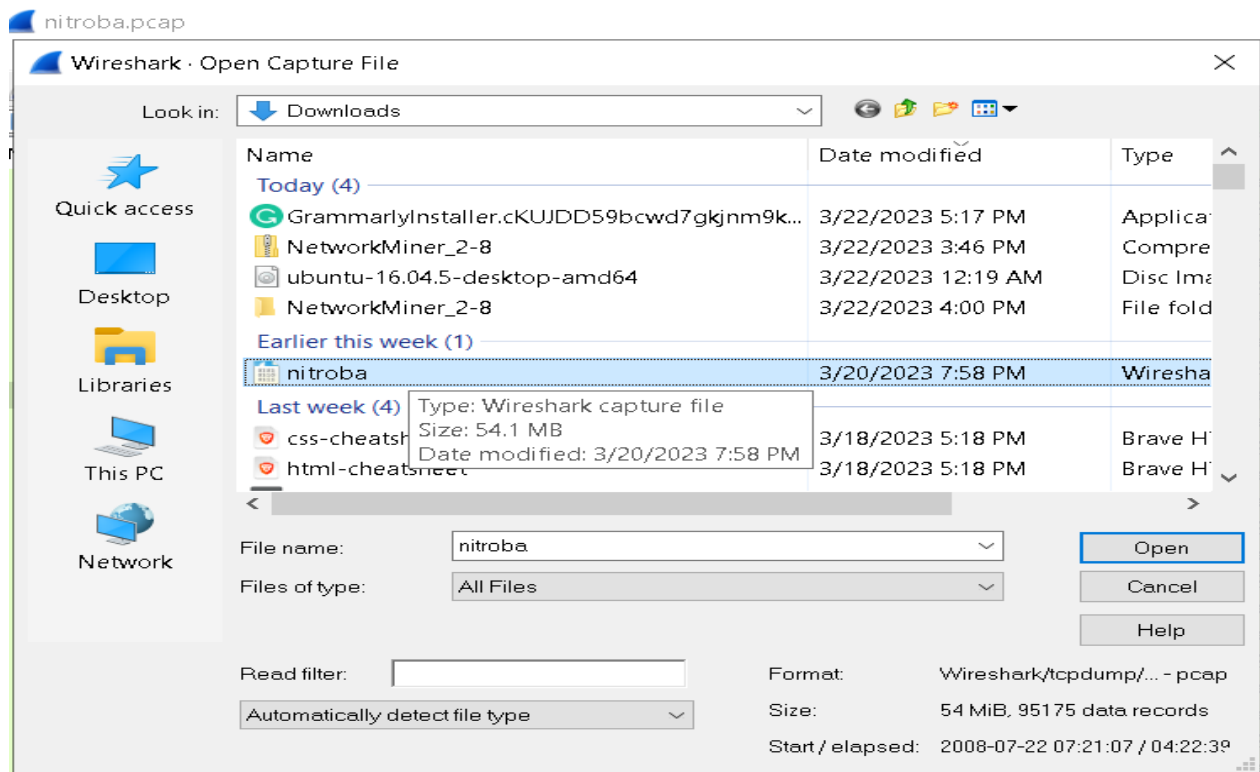 nitroba.pcap
Wireshark · Open Capture File
Look in: Downloads
Name Date modified Type
Today (4)
GrammarlyInstaller.cKUJDD59bcwd7gkjnm9k... 3/22/2023 5:17 PM Applica
NetworkMiner_2-8 3/22/2023 3:46 PM Compre
ubuntu-16.04.5-desktop-amd64 3/22/2023 12:19 AM Disc Ima
NetworkMiner_2-8 3/22/2023 4:00 PM File fold
Earlier this week (1)
nitroba 3/20/2023 7:58 PM Wiresha
Last week (4)
Type: Wireshark capture file
Size: 54.1 MB
Date modified: 3/20/2023 7:58 PM
css-cheatsh 3/18/2023 5:18 PM Brave H
html-cheatsheet 3/18/2023 5:18 PM Brave H
Quick access
Desktop
Libraries
This PC
Network
File name: nitroba Open
Files of type: All Files Cancel
Help
Read filter: Format: Wireshark/tcpdump/... - pcap
Automatically detect file type Size: 54 MiB, 95175 data records
Start / elapsed: 2008-07-22 07:21:07 / 04:22:39